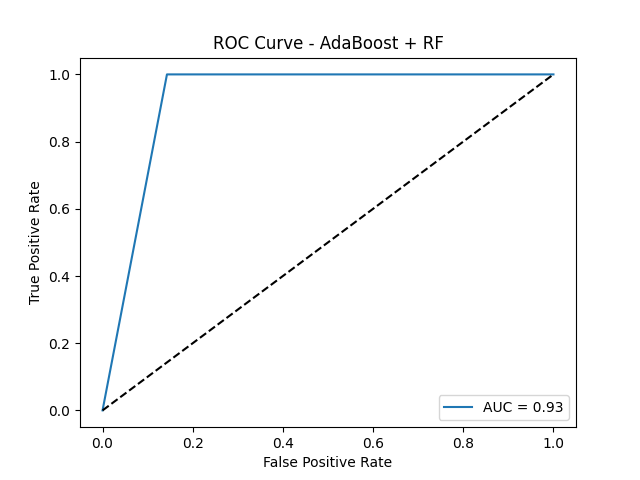 ROC Curve - AdaBoost + RF
True Positive Rate
1.0
0.8
0.6
0.4
0.2
0.0
AUC = 0.93
0.0 0.2 0.4 0.6 0.8 1.0
False Positive Rate